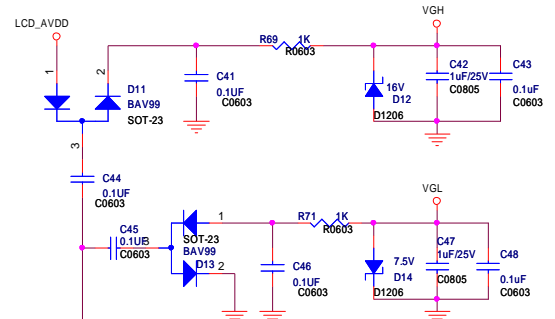 LCD_AVDD
VGH
R69 1K
R0603
1
2
D11
BAV99
SOT-23
C41
0.1UF
C0603
16V
D12
D1206
C42
1uF/25V
C0805
C43
0.1uF
C0603
3
C44
0.1UF
C0603
VGL
C45
0.1UF3
C0603
1
SOT-23
BAV99
D13 2
R71 1K
R0603
C46
0.1UF
C0603
7.5V
D14
D1206
C47
1uF/25V
C0805
C48
0.1uF
C0603